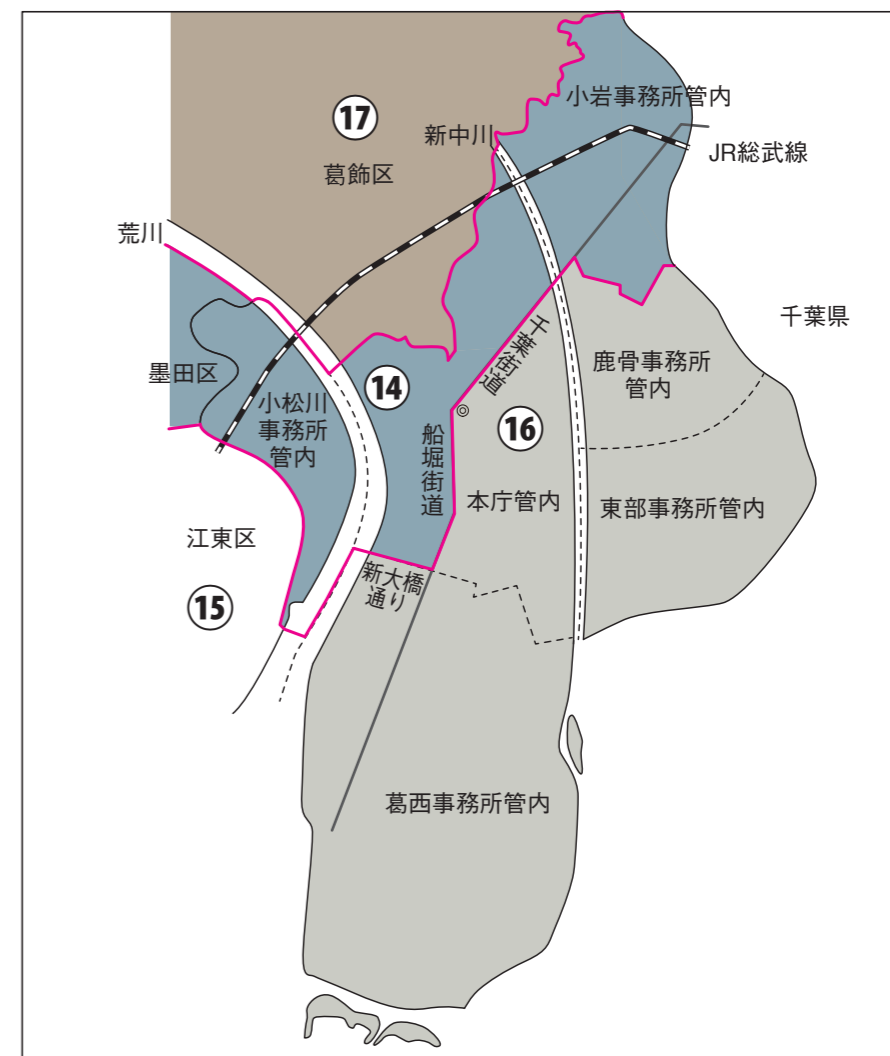 小岩事務所管内
⑰
新中川
JR総武線
葛飾区
荒川
千葉県
千葉街道
鹿骨事務所
管内
墨田区
⑭
小松川
事務所
管内
⑯
船堀街道
本庁管内
東部事務所管内
江東区
新大橋
通り
⑮
葛西事務所管内